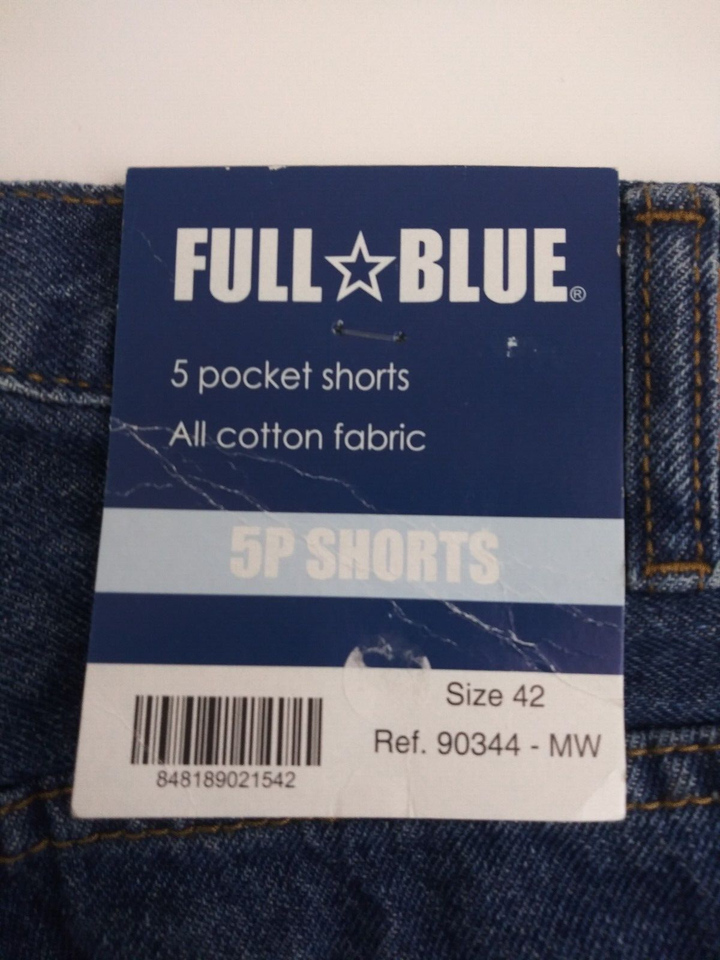 FULL☆BLUE®
5 pocket shorts
All cotton fabric
5P SHORTS
Size 42
Ref. 90344 - MW
848189021542